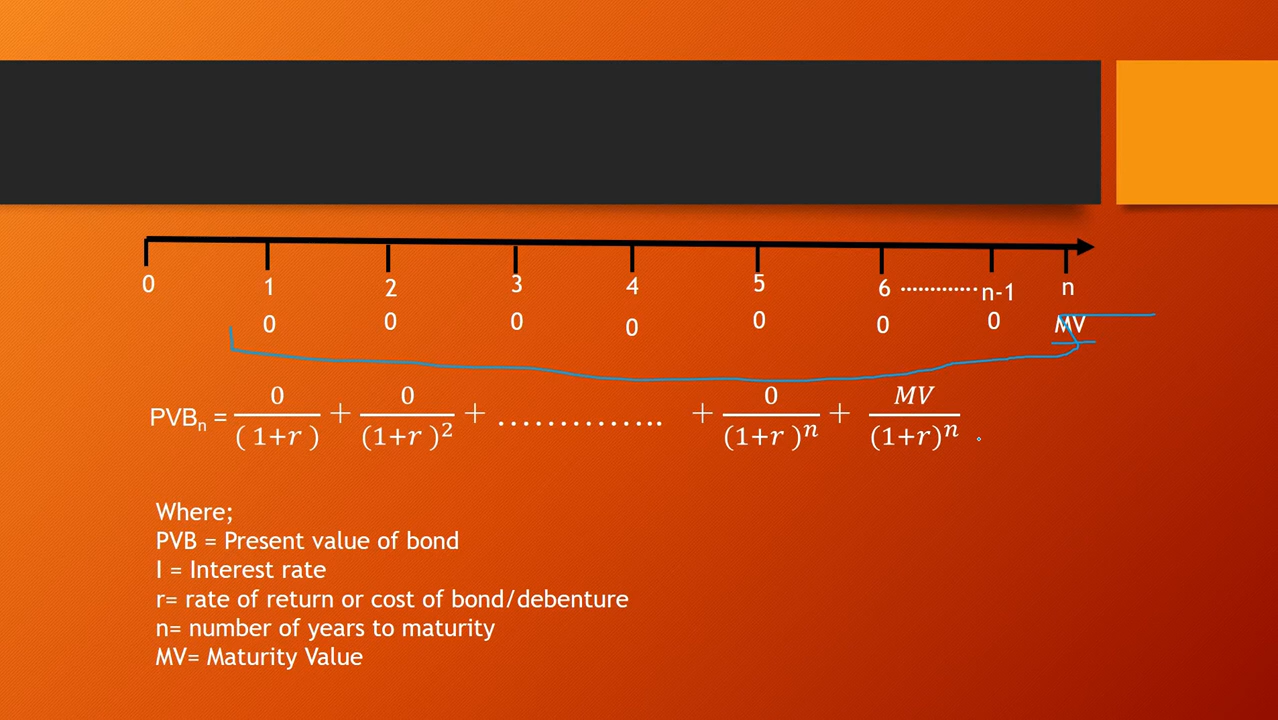 0 1 2 3 4 5 6 ............. n-1 n
0 0 0 0 0 0 0 MV
PVBₙ = 0/( 1+r ) + 0/(1+r )² + .............. + 0/(1+r )ⁿ + MV/(1+r)ⁿ .
Where;
PVB = Present value of bond
I = Interest rate
r= rate of return or cost of bond/debenture
n= number of years to maturity
MV= Maturity Value